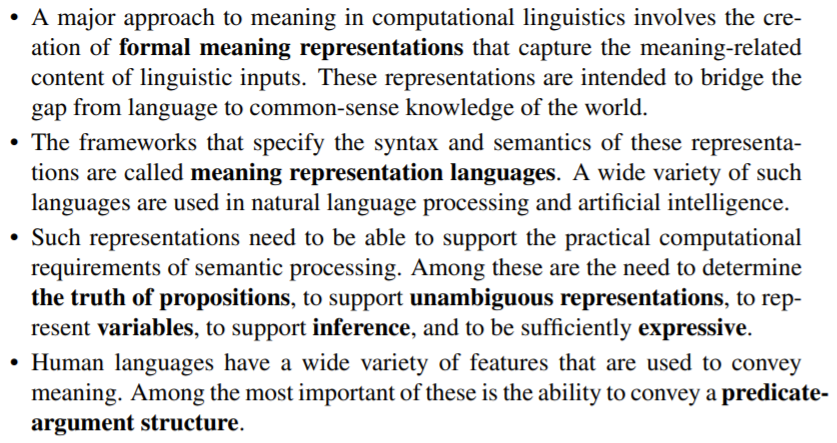 • A major approach to meaning in computational linguistics involves the cre-
ation of formal meaning representations that capture the meaning-related
content of linguistic inputs. These representations are intended to bridge the
gap from language to common-sense knowledge of the world.
• The frameworks that specify the syntax and semantics of these representa-
tions are called meaning representation languages. A wide variety of such
languages are used in natural language processing and artificial intelligence.
• Such representations need to be able to support the practical computational
requirements of semantic processing. Among these are the need to determine
the truth of propositions, to support unambiguous representations, to rep-
resent variables, to support inference, and to be sufficiently expressive.
• Human languages have a wide variety of features that are used to convey
meaning. Among the most important of these is the ability to convey a predicate-
argument structure.